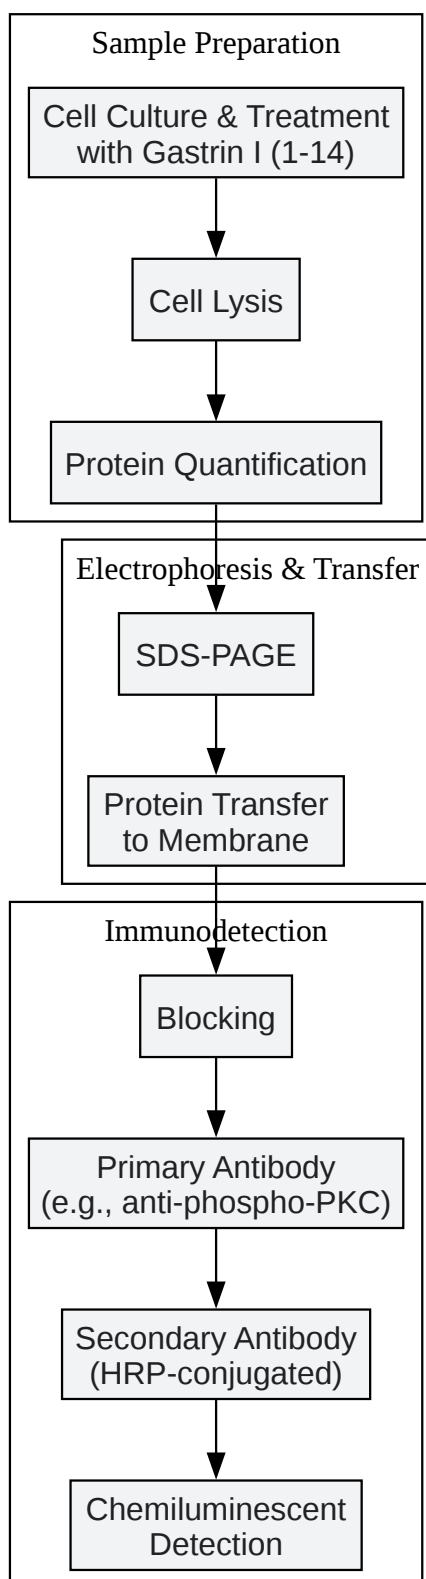 Sample Preparation
Cell Culture & Treatment
with Gastrin I (1-14)
Cell Lysis
Protein Quantification
Electrophoresis & Transfer
SDS-PAGE
Protein Transfer
to Membrane
Immunodetection
Blocking
Primary Antibody
(e.g., anti-phospho-PKC)
Secondary Antibody
(HRP-conjugated)
Chemiluminescent
Detection